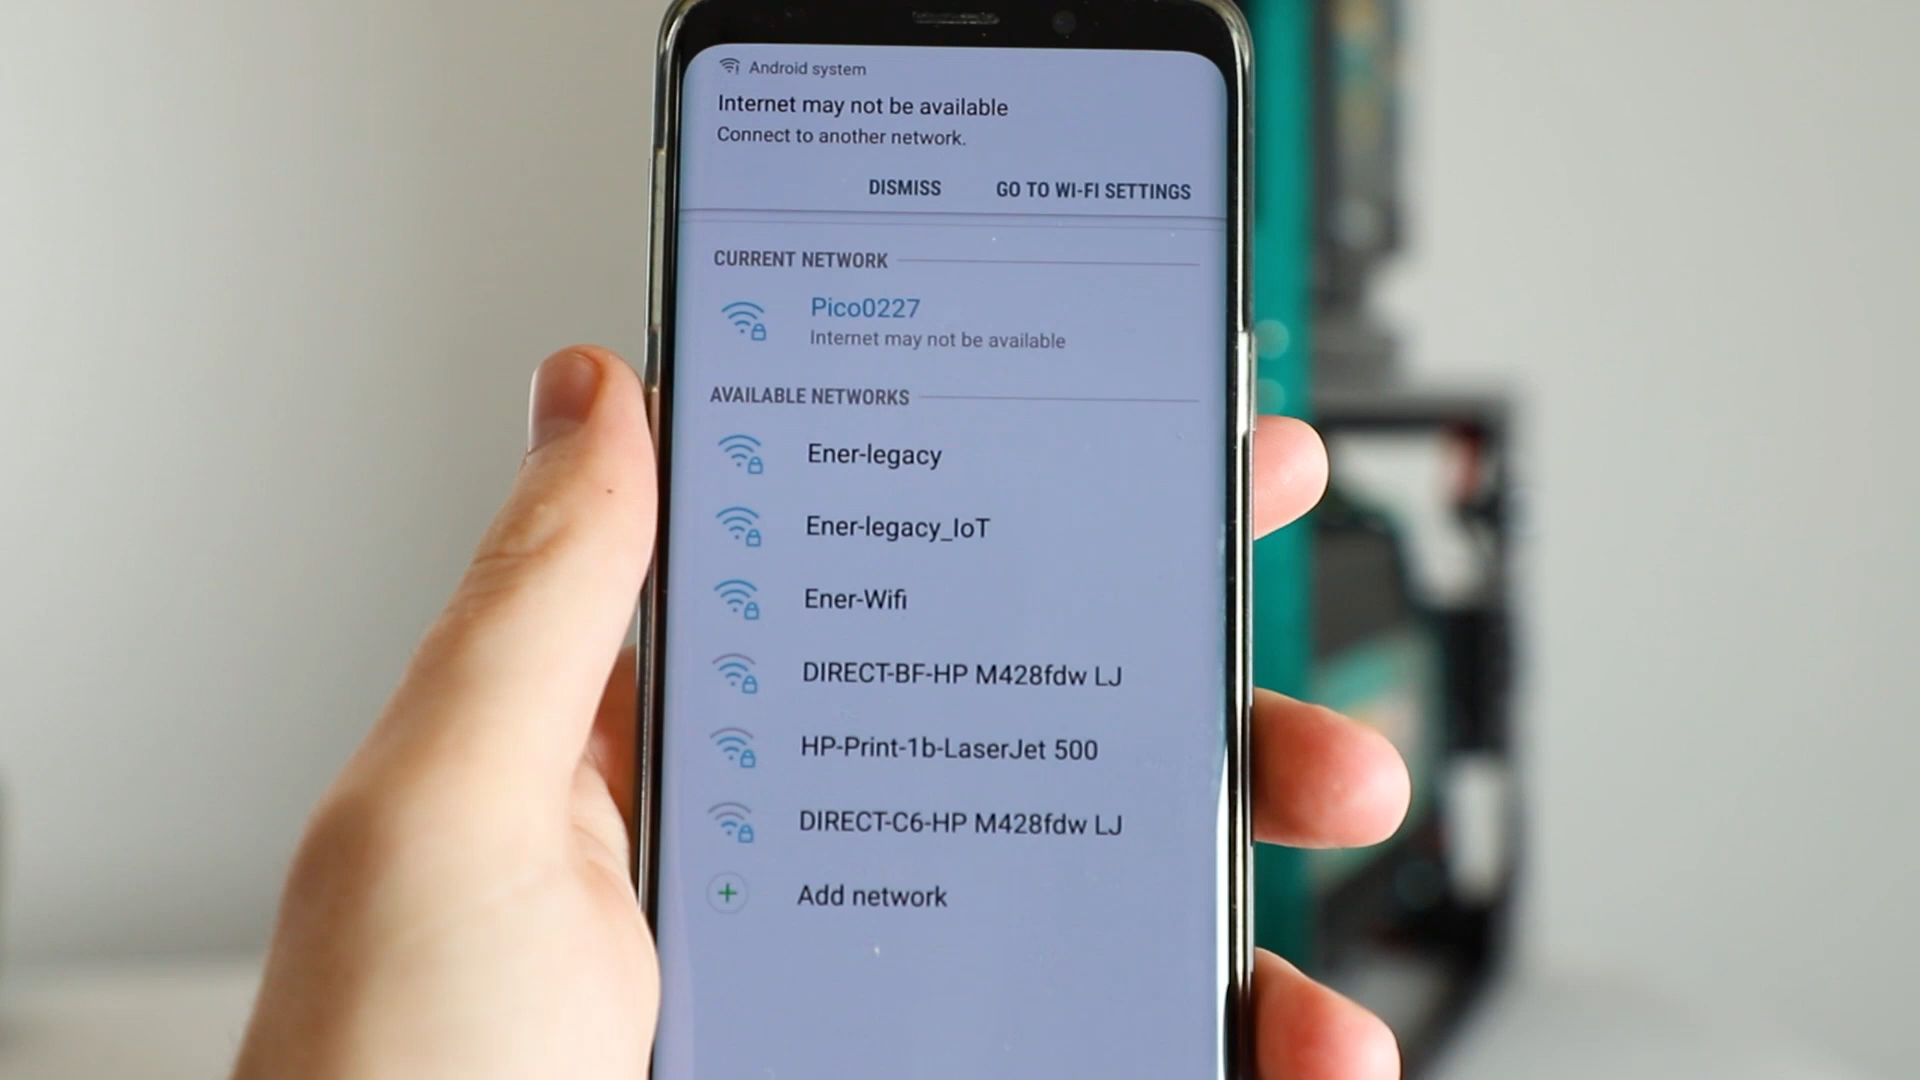 Android system
Internet may not be available
Connect to another network.
DISMISS GO TO WI-FI SETTINGS
CURRENT NETWORK
Pico0227
Internet may not be available
AVAILABLE NETWORKS
Ener-legacy
Ener-legacy_IoT
Ener-Wifi
DIRECT-BF-HP M428fdw LJ
HP-Print-1b-LaserJet 500
DIRECT-C6-HP M428fdw LJ
Add network